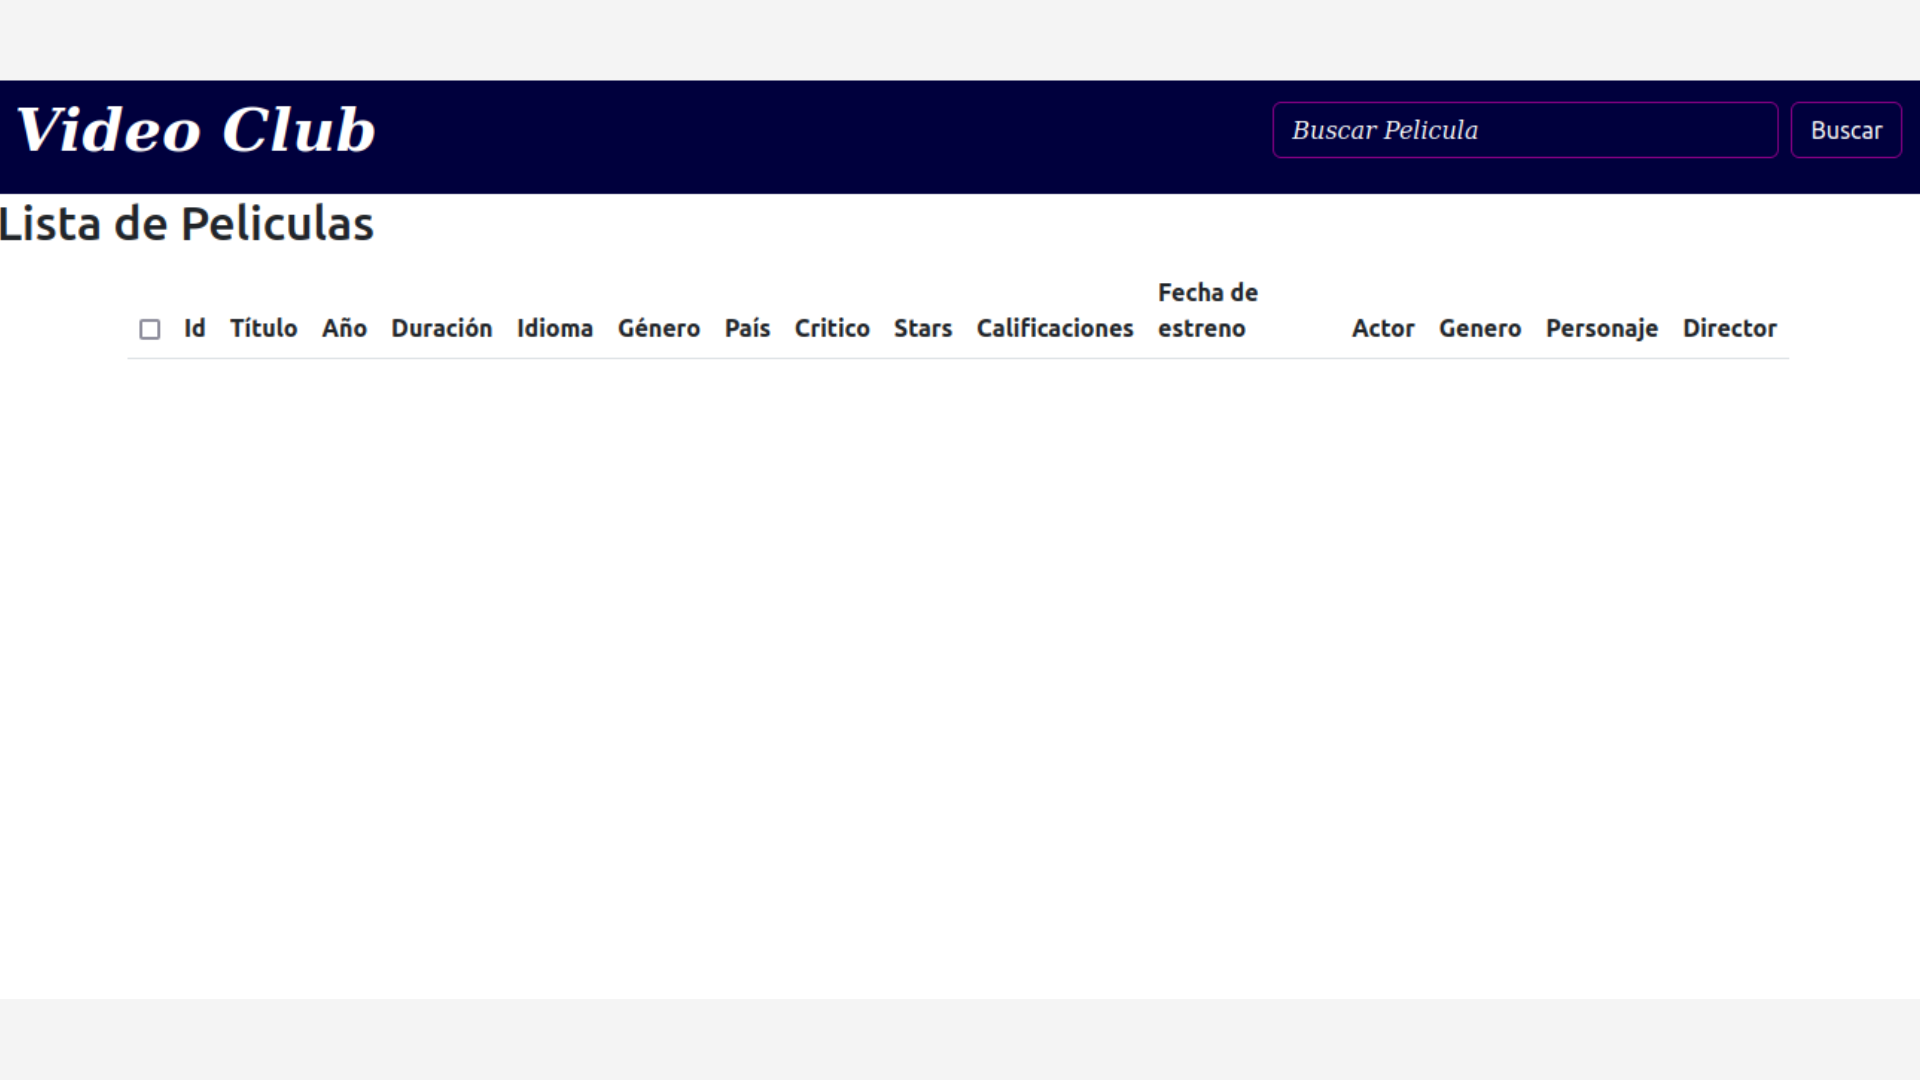 Video Club
Buscar Pelicula
Buscar
Lista de Peliculas
Id Título Año Duración Idioma Género País Critico Stars Calificaciones Fecha de estreno Actor Genero Personaje Director